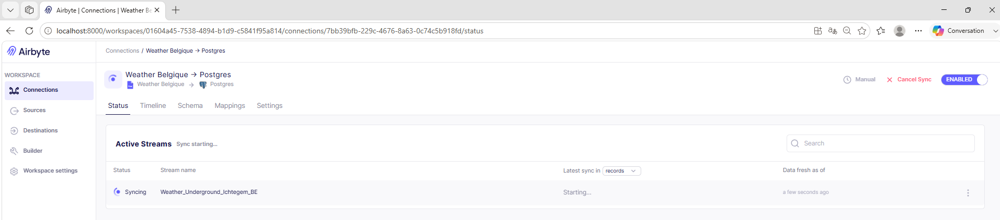 Airbyte | Connections | Weather Be
localhost:8000/workspaces/01604a45-7538-4894-b1d9-c5841f95a814/connections/7bb39bfb-229c-4676-8a63-0c74c5b918fd/status
Conversation
Airbyte
Connections / Weather Belgique → Postgres
WORKSPACE
Connections
Sources
Destinations
Builder
Workspace settings
Weather Belgique → Postgres
Weather Belgique → Postgres
Manual
Cancel Sync
ENABLED
Status Timeline Schema Mappings Settings
Active Streams Sync starting...
Search
Status Stream name Latest sync in records Data fresh as of
Syncing Weather_Underground_Ichtegem_BE Starting... a few seconds ago